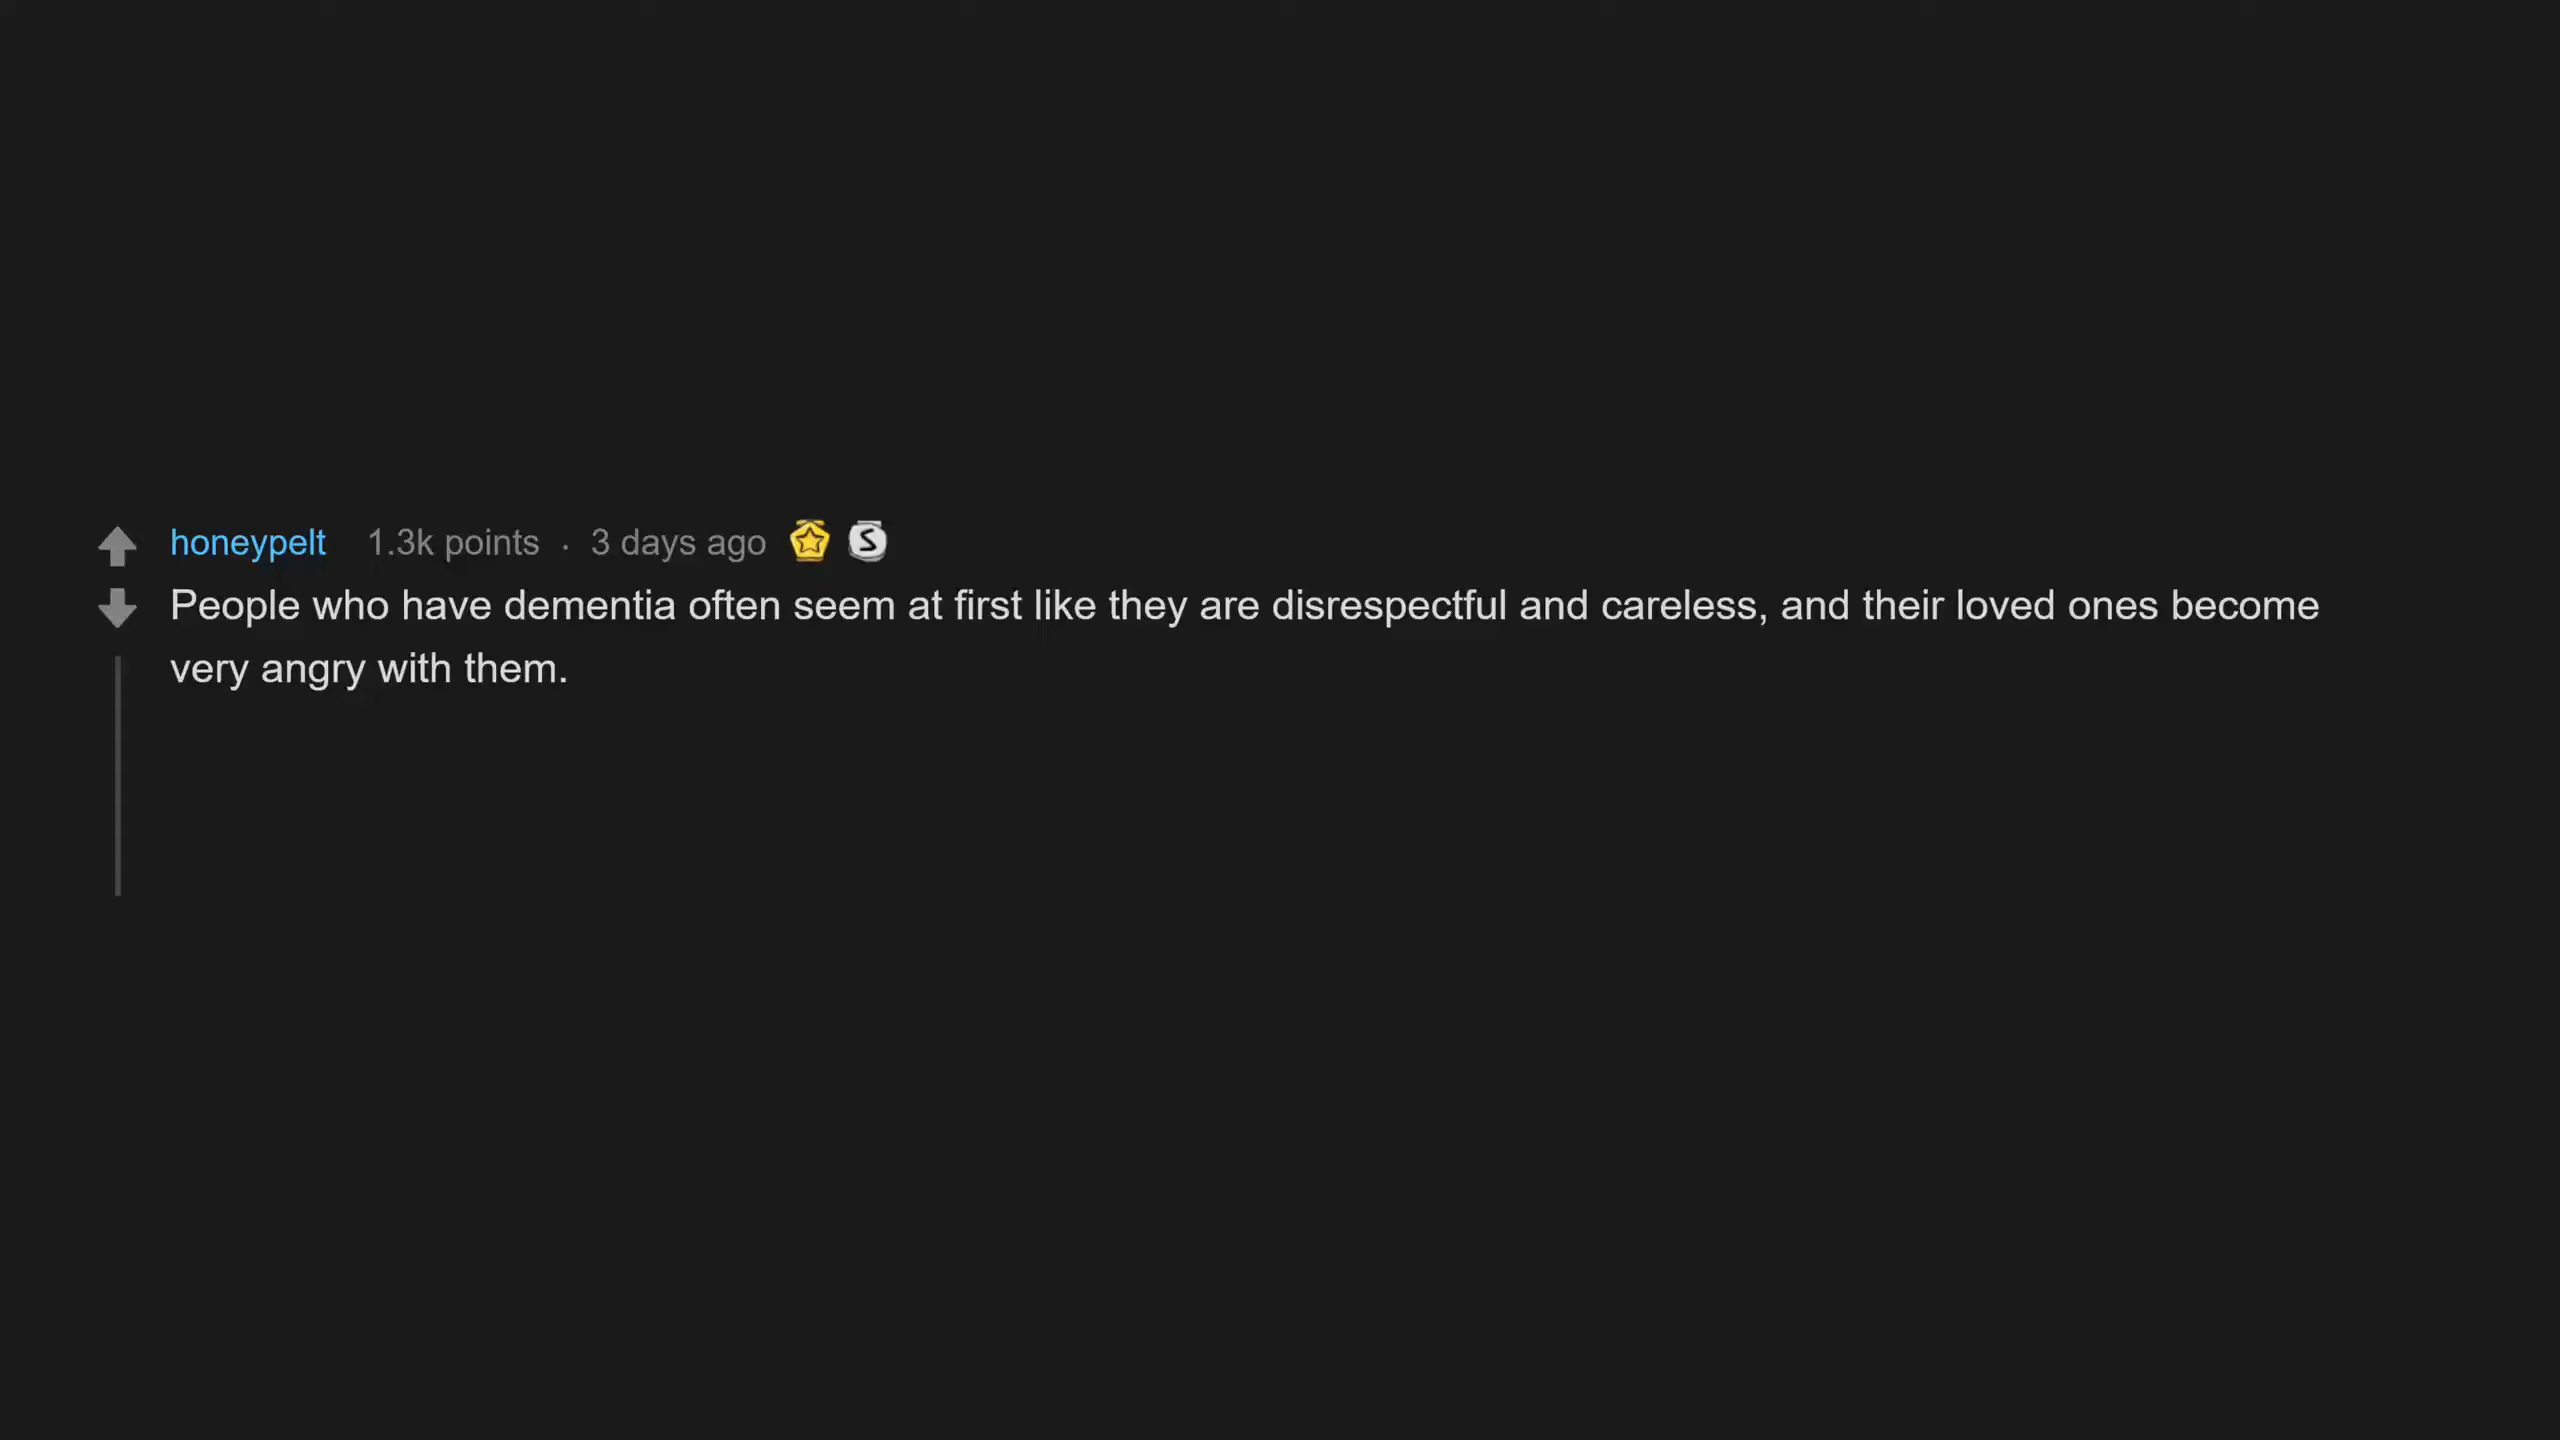 honeypelt 1.3k points · 3 days ago
People who have dementia often seem at first like they are disrespectful and careless, and their loved ones become
very angry with them.